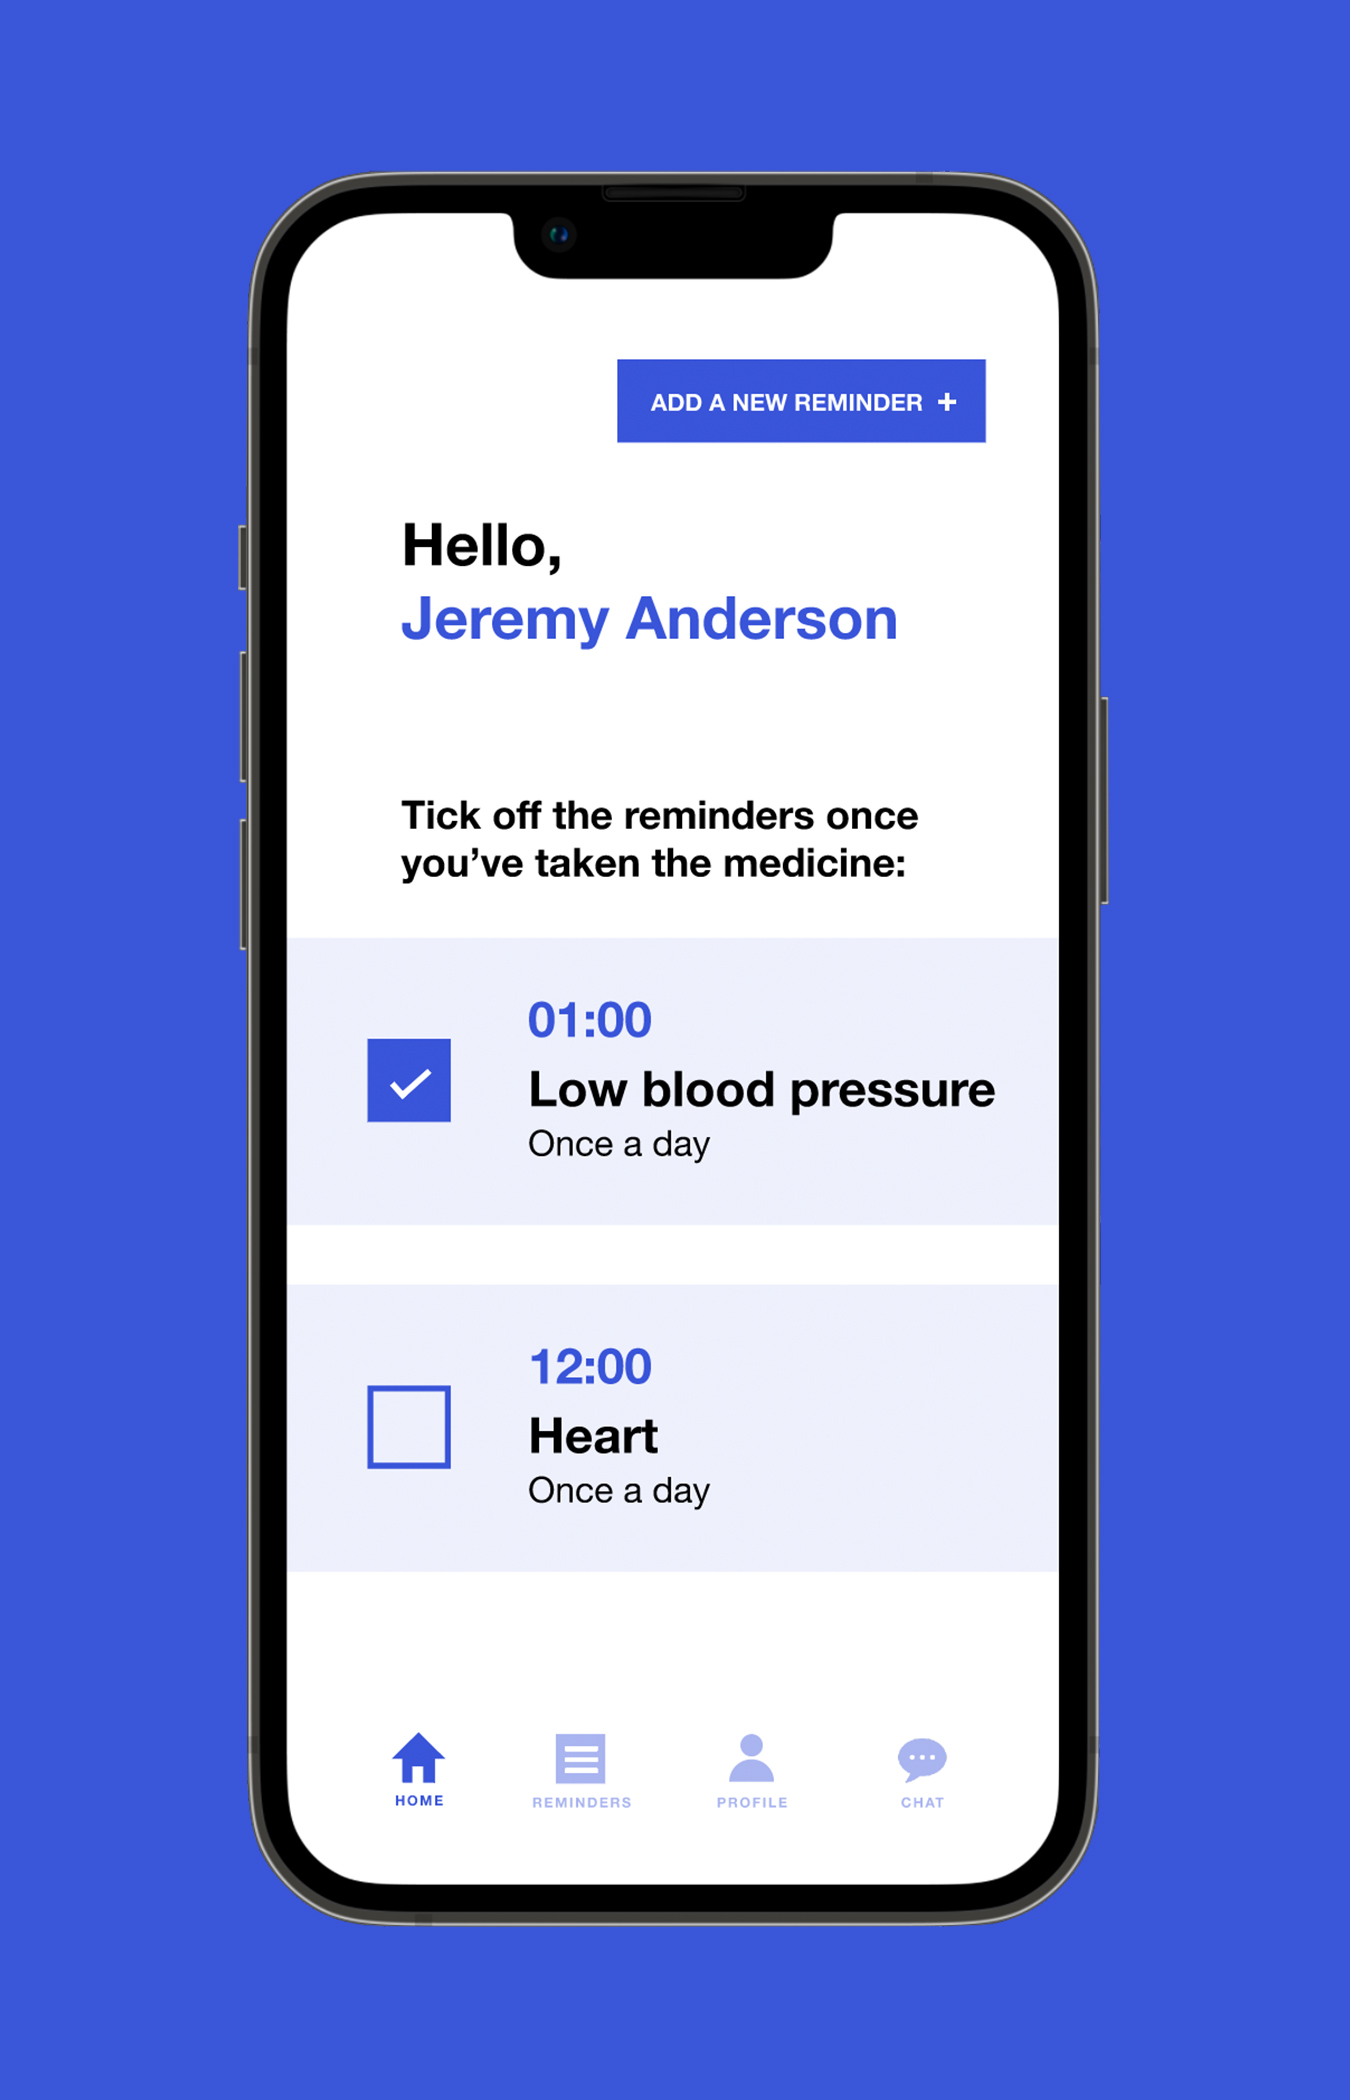 ADD A NEW REMINDER +
Hello,
Jeremy Anderson
Tick off the reminders once
you’ve taken the medicine:
01:00
Low blood pressure
Once a day
12:00
Heart
Once a day
HOME REMINDERS PROFILE CHAT